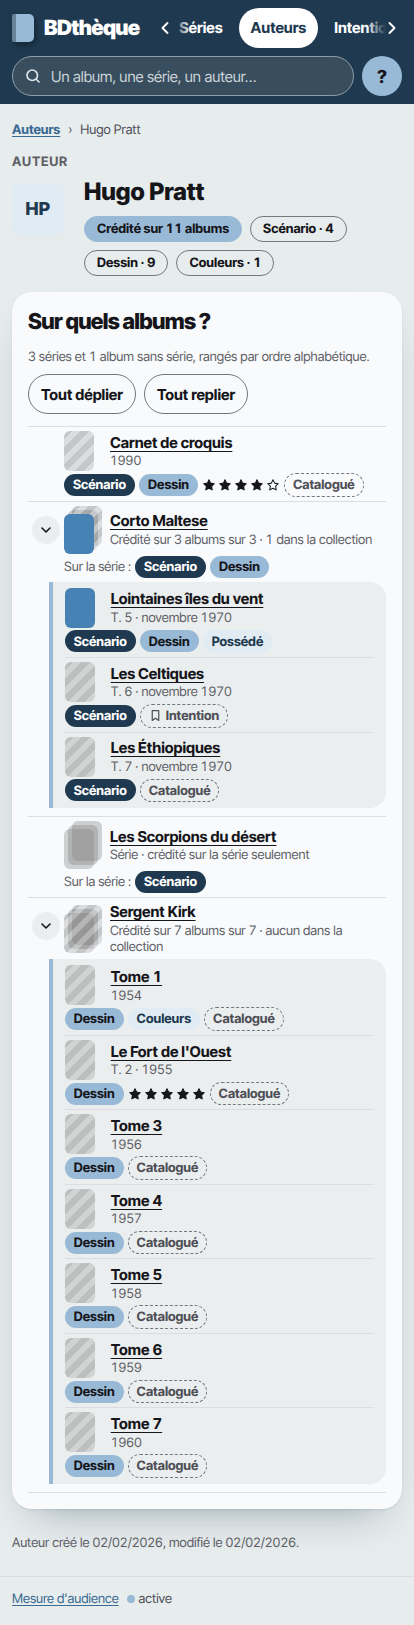 BDthèque
Séries Auteurs Intentic
Un album, une série, un auteur... ?
Auteurs › Hugo Pratt
AUTEUR
HP
Hugo Pratt
Crédité sur 11 albums Scénario · 4
Dessin · 9 Couleurs · 1
Sur quels albums ?
3 séries et 1 album sans série, rangés par ordre alphabétique.
Tout déplier Tout replier
Carnet de croquis
1990
Scénario Dessin ★★★★☆ Catalogué
Corto Maltese
Crédité sur 3 albums sur 3 · 1 dans la collection
Sur la série : Scénario Dessin
Lointaines îles du vent
T. 5 · novembre 1970
Scénario Dessin Possédé
Les Celtiques
T. 6 · novembre 1970
Scénario Intention
Les Éthiopiques
T. 7 · novembre 1970
Scénario Catalogué
Les Scorpions du désert
Série · crédité sur la série seulement
Sur la série : Scénario
Sergent Kirk
Crédité sur 7 albums sur 7 · aucun dans la
collection
Tome 1
1954
Dessin Couleurs Catalogué
Le Fort de l'Ouest
T. 2 · 1955
Dessin ★★★★★ Catalogué
Tome 3
1956
Dessin Catalogué
Tome 4
1957
Dessin Catalogué
Tome 5
1958
Dessin Catalogué
Tome 6
1959
Dessin Catalogué
Tome 7
1960
Dessin Catalogué
Auteur créé le 02/02/2026, modifié le 02/02/2026.
Mesure d'audience active